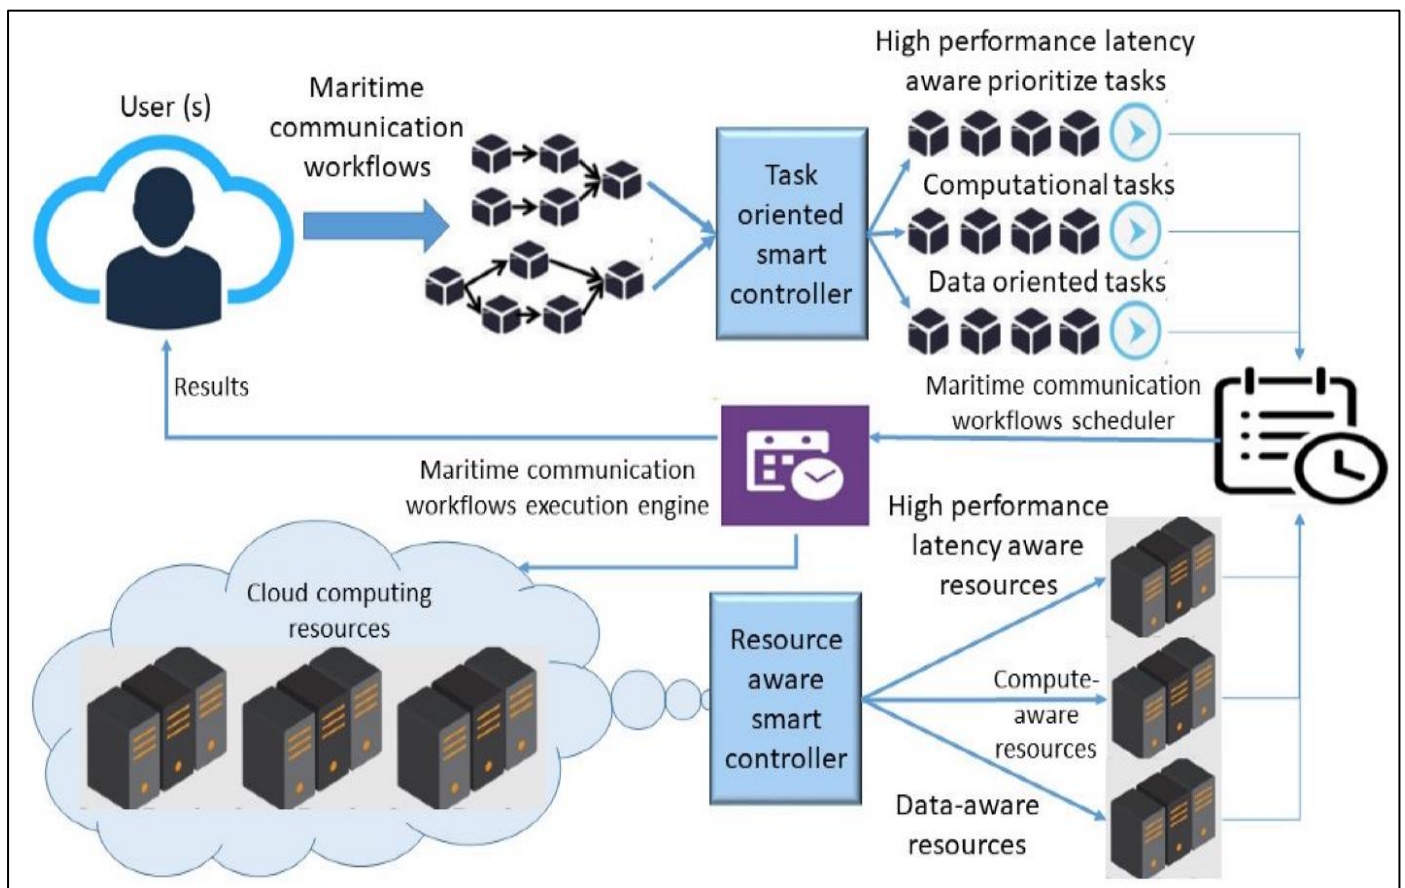 User (s)
Maritime
communication
workflows
Task
oriented
smart
controller
High performance latency
aware prioritize tasks
Computational tasks
Data oriented tasks
Results
Maritime communication
workflows scheduler
Maritime communication
workflows execution engine
Cloud computing
resources
Resource
aware
smart
controller
High performance
latency aware
resources
Compute-
aware
resources
Data-aware
resources